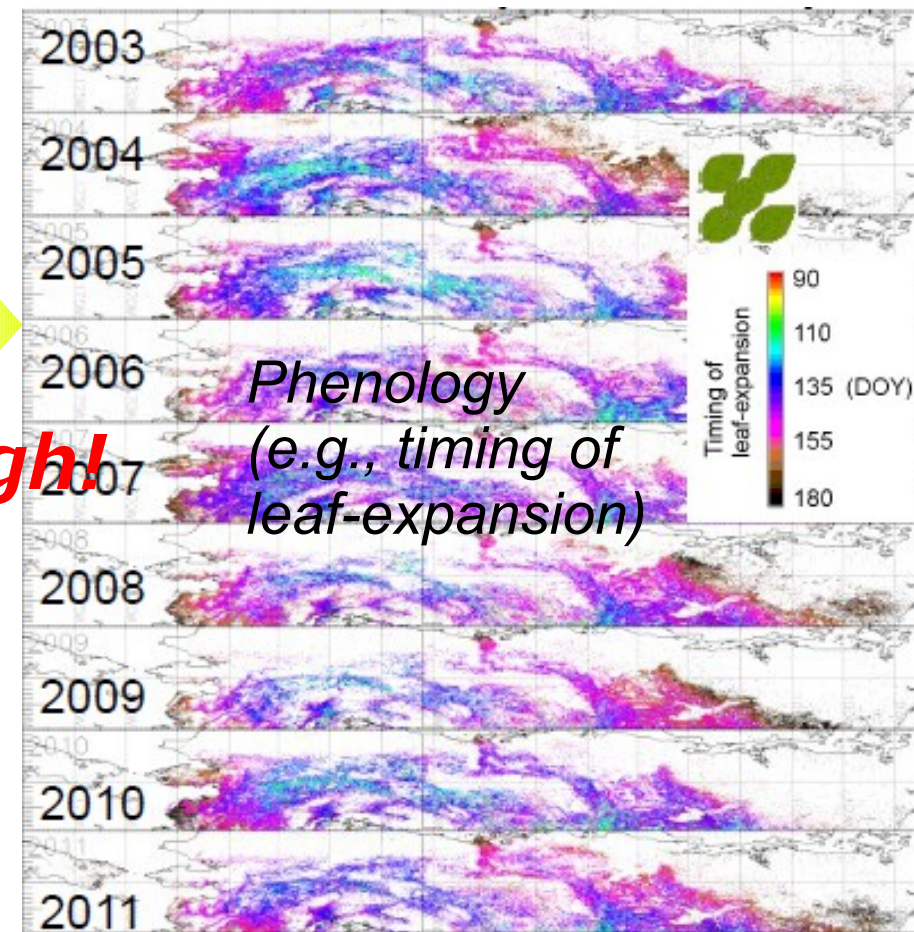 2003
2004
2005
2006
2007
2008
2009
2010
2011
gh!
Phenology
(e.g., timing of
leaf-expansion)
Timing of
leaf-expansion
90
110
135 (DOY)
155
180